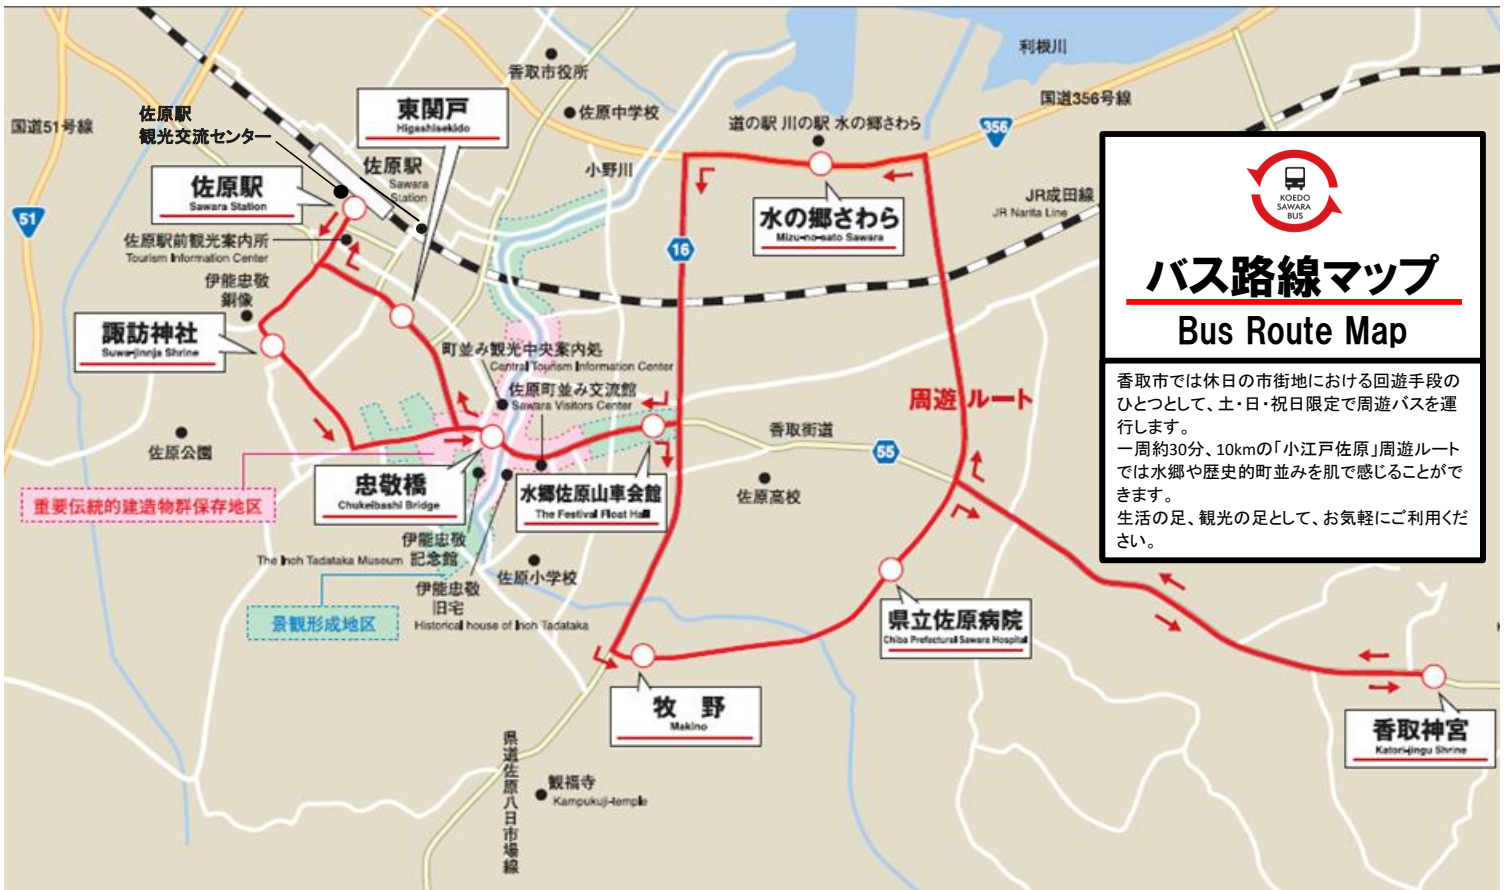 利根川
香取市役所
国道356号線
佐原駅
観光交流センター
東関戸
Higashisekido
佐原中学校
国道51号線
道の駅 川の駅 水の郷さわら
356
佐原駅
Sawara
Station
小野川
佐原駅
Sawara Station
水の郷さわら
Mizu-no-sato Sawara
JR成田線
JR Narita Line
51
16
佐原駅前観光案内所
Tourism Information Center
伊能忠敬
銅像
諏訪神社
Suwa-jinnja Shrine
町並み観光中央案内処
Central Tourism Information Center
佐原町並み交流館
Sawara Visitors Center
周遊 ルート
香取街道
55
佐原公園
重要伝統的建造物群保存地区
忠敬橋
Chukeibashi Bridge
水郷佐原山車会館
The Festival Float Hall
佐原高校
伊能忠敬
記念館
The Inoh Tadataka Museum
佐原小学校
伊能忠敬
旧宅
Historical house of Inoh Tadataka
景観形成地区
県立佐原病院
Chiba Prefectural Sawara Hospital
牧 野
Makino
香取神宮
Katori-jingu Shrine
県道佐原八日市場線
観福寺
Kampukuji-temple
KOEDO
SAWARA
BUS
バス路線マップ
Bus Route Map
香取市では休日の市街地における回遊手段の
ひとつとして、土・日・祝日限定で周遊バスを運
行します。
一周約30分、10kmの「小江戸佐原」周遊ルート
では水郷や歴史的町並みを肌で感じることがで
きます。
生活の足、観光の足として、お気軽にご利用くだ
さい。